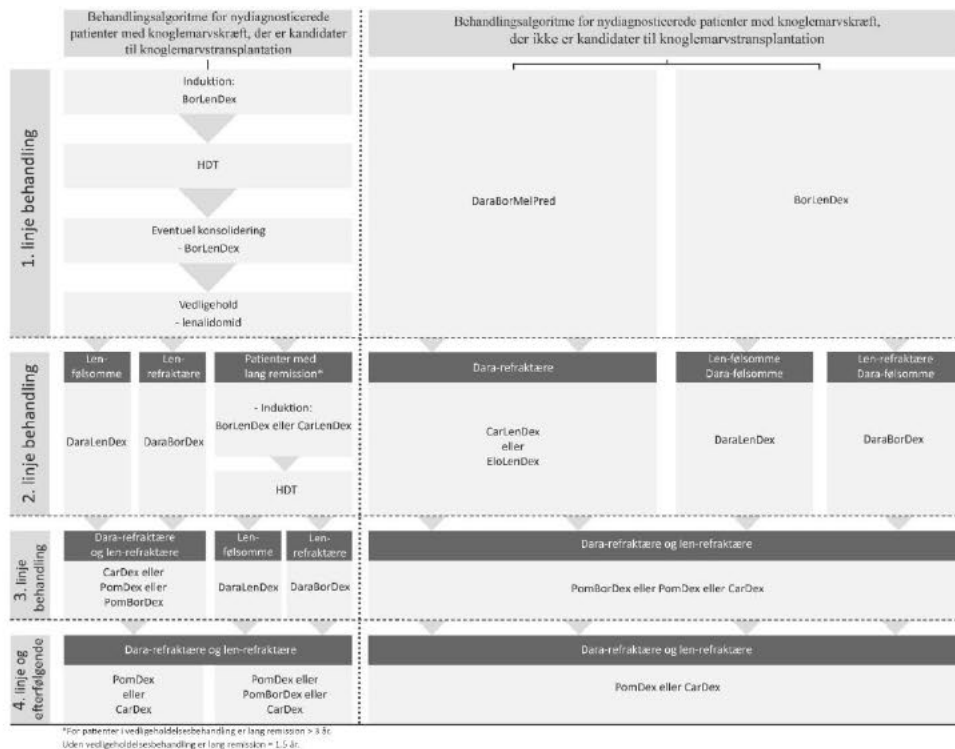 Behandlingsalgoritme for nydiagnosticerede
patienter med knoglemarvskræft, der er kandidater
til knoglemarvstransplantation
Behandlingsalgoritme for nydiagnosticerede patienter med knoglemarvskræft,
der ikke er kandidater til knoglemarvstransplantation
1. linje behandling
Induktion:
BorLenDex
HDT
Eventuel konsolidering
- BorLenDex
Vedligehold
- lenalidomid
DaraBorMelPred
BorLenDex
2. linje behandling
Len-
følsomme
Len-
refraktære
Patienter med
lang remission*
Dara-refraktære
Len-følsomme
Dara-følsomme
Len-refraktære
Dara-følsomme
DaraLenDex
DaraBorDex
- Induktion:
BorLenDex eller CarLenDex
HDT
CarLenDex
eller
EloLenDex
DaraLenDex
DaraBorDex
3. linje
behandling
Dara-refraktære
og len-refraktære
Len-
følsomme
Len-
refraktære
Dara-refraktære og len-refraktære
CarDex eller
PomDex eller
PomBorDex
DaraLenDex
DaraBorDex
PomBorDex eller PomDex eller CarDex
4. linje og
efterfølgende
Dara-refraktære og len-refraktære
Dara-refraktære og len-refraktære
PomDex
eller
CarDex
PomDex eller
PomBorDex eller
CarDex
PomDex eller CarDex
*For patienter i vedligeholdelsesbehandling er lang remission > 3 år.
Uden vedligeholdelsesbehandling er lang remission = 1.5 år.